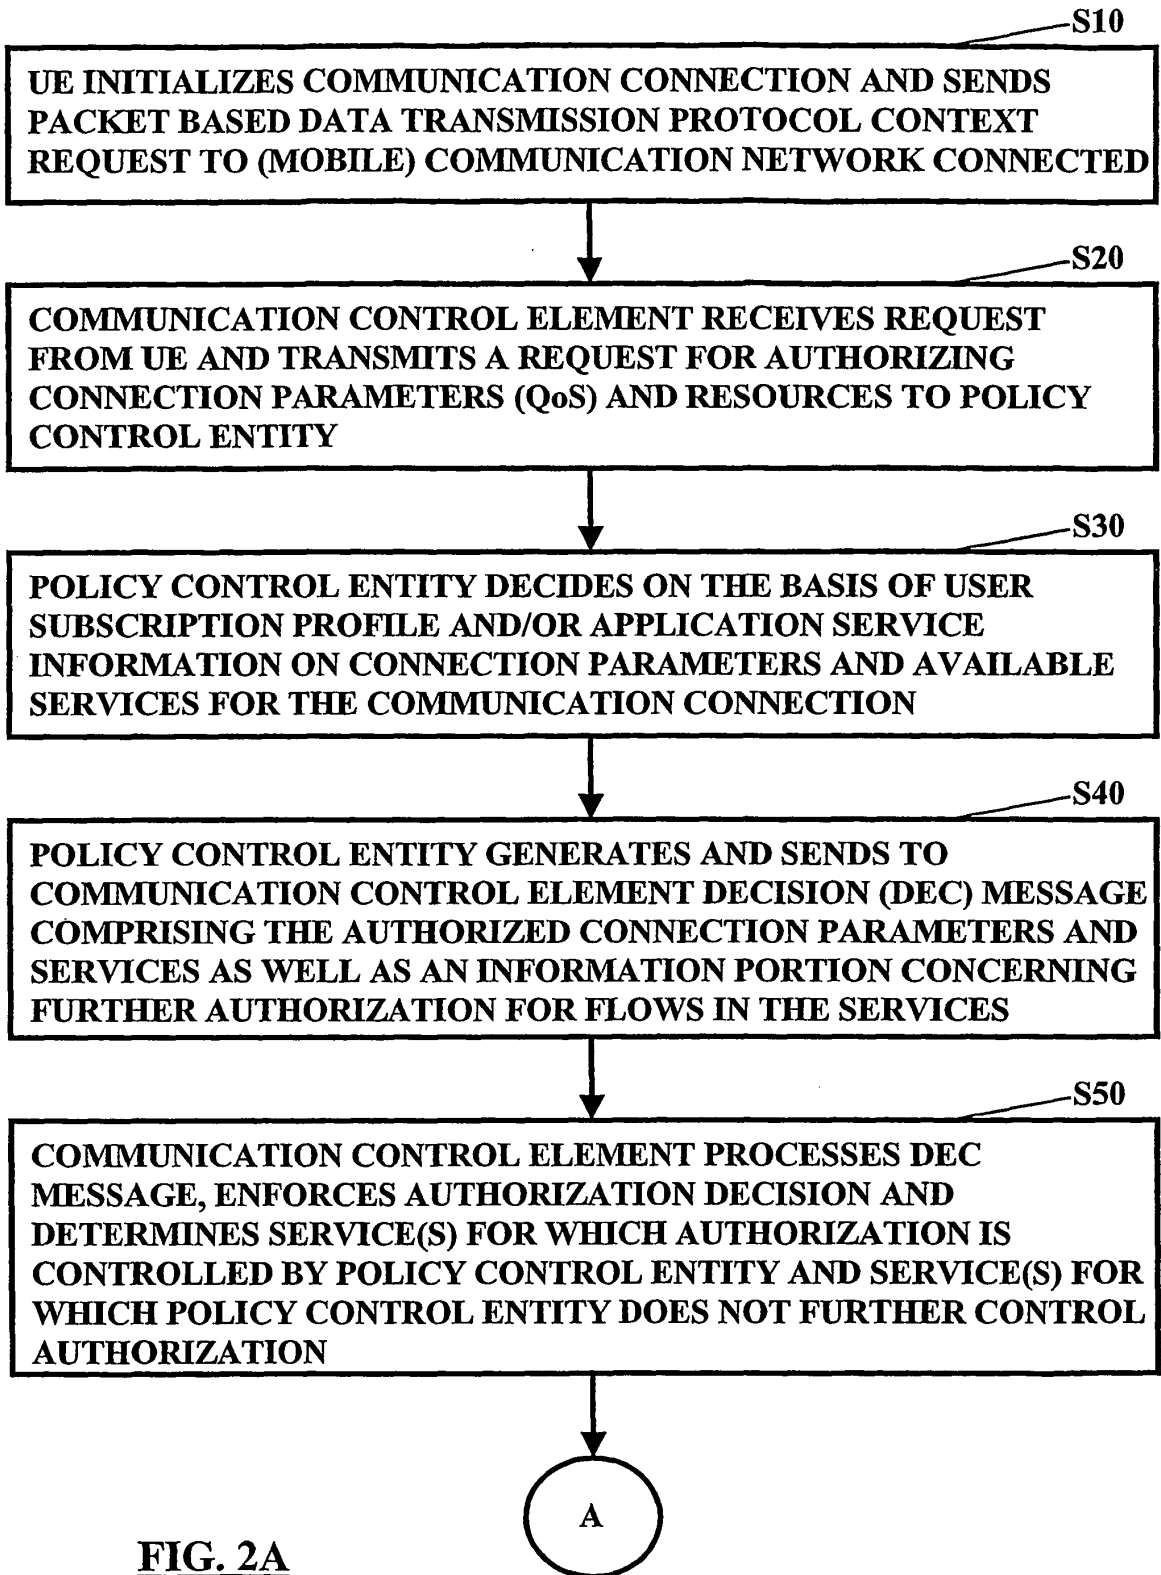 S10
UE INITIALIZES COMMUNICATION CONNECTION AND SENDS
PACKET BASED DATA TRANSMISSION PROTOCOL CONTEXT
REQUEST TO (MOBILE) COMMUNICATION NETWORK CONNECTED
S20
COMMUNICATION CONTROL ELEMENT RECEIVES REQUEST
FROM UE AND TRANSMITS A REQUEST FOR AUTHORIZING
CONNECTION PARAMETERS (QoS) AND RESOURCES TO POLICY
CONTROL ENTITY
S30
POLICY CONTROL ENTITY DECIDES ON THE BASIS OF USER
SUBSCRIPTION PROFILE AND/OR APPLICATION SERVICE
INFORMATION ON CONNECTION PARAMETERS AND AVAILABLE
SERVICES FOR THE COMMUNICATION CONNECTION
S40
POLICY CONTROL ENTITY GENERATES AND SENDS TO
COMMUNICATION CONTROL ELEMENT DECISION (DEC) MESSAGE
COMPRISING THE AUTHORIZED CONNECTION PARAMETERS AND
SERVICES AS WELL AS AN INFORMATION PORTION CONCERNING
FURTHER AUTHORIZATION FOR FLOWS IN THE SERVICES
S50
COMMUNICATION CONTROL ELEMENT PROCESSES DEC
MESSAGE, ENFORCES AUTHORIZATION DECISION AND
DETERMINES SERVICE(S) FOR WHICH AUTHORIZATION IS
CONTROLLED BY POLICY CONTROL ENTITY AND SERVICE(S) FOR
WHICH POLICY CONTROL ENTITY DOES NOT FURTHER CONTROL
AUTHORIZATION
A
FIG. 2A